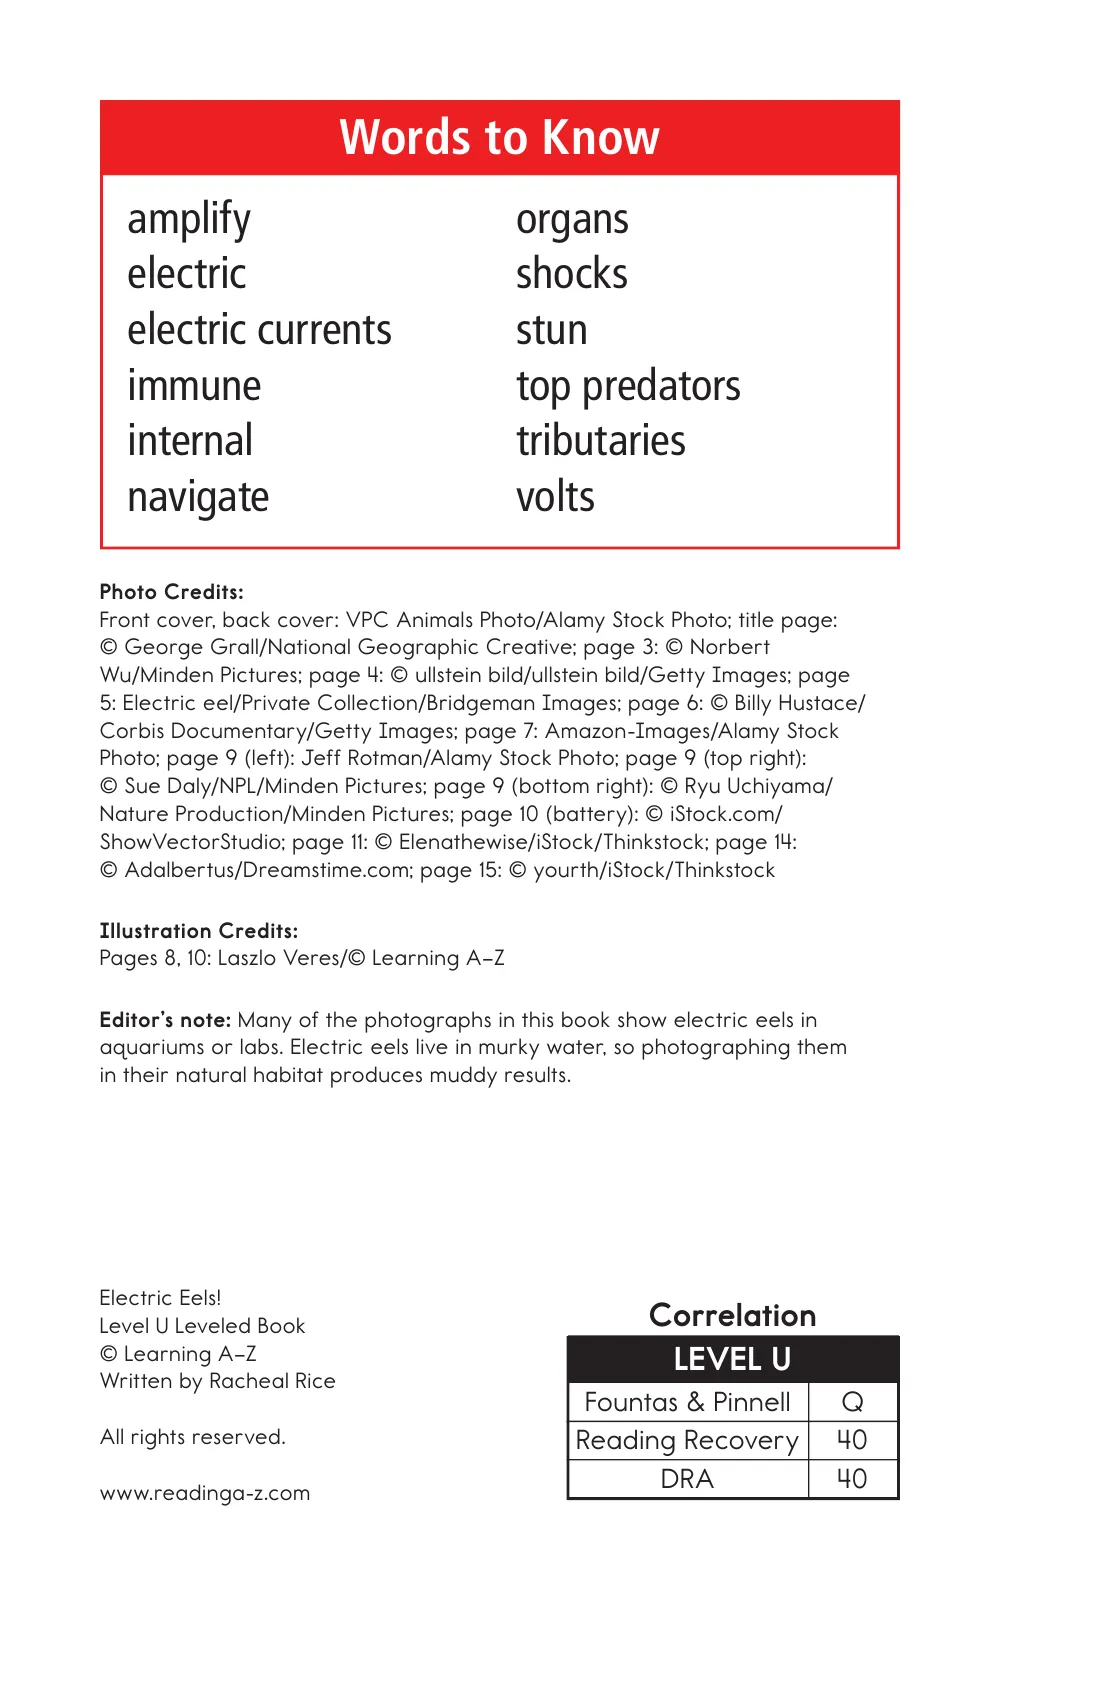 Words to Know
amplify
electric
electric currents
immune
internal
navigate
organs
shocks
stun
top predators
tributaries
volts
Photo Credits:
Front cover, back cover: VPC Animals Photo/Alamy Stock Photo; title page:
© George Grall/National Geographic Creative; page 3: © Norbert
Wu/Minden Pictures; page 4: © ullstein bild/ullstein bild/Getty Images; page
5: Electric eel/Private Collection/Bridgeman Images; page 6: © Billy Hustace/
Corbis Documentary/Getty Images; page 7: Amazon-Images/Alamy Stock
Photo; page 9 (left): Jeff Rotman/Alamy Stock Photo; page 9 (top right):
© Sue Daly/NPL/Minden Pictures; page 9 (bottom right): © Ryu Uchiyama/
Nature Production/Minden Pictures; page 10 (battery): © iStock.com/
ShowVectorStudio; page 11: © Elenathewise/iStock/Thinkstock; page 14:
© Adalbertus/Dreamstime.com; page 15: © yourth/iStock/Thinkstock
Illustration Credits:
Pages 8, 10: Laszlo Veres/© Learning A–Z
Editor's note: Many of the photographs in this book show electric eels in
aquariums or labs. Electric eels live in murky water, so photographing them
in their natural habitat produces muddy results.
Electric Eels!
Level U Leveled Book
© Learning A–Z
Written by Racheal Rice
All rights reserved.
www.readinga-z.com
Correlation
LEVEL U
Fountas & Pinnell Q
Reading Recovery 40
DRA 40